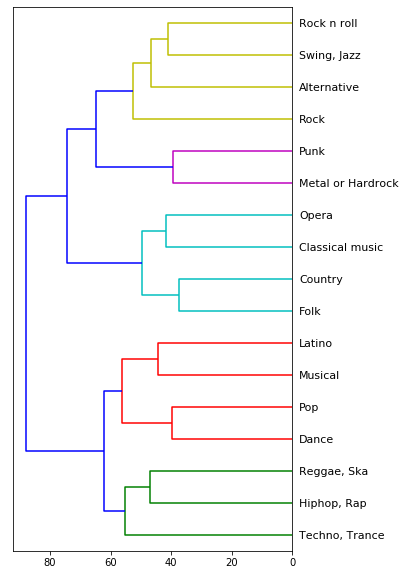 Rock n roll
Swing, Jazz
Alternative
Rock
Punk
Metal or Hardrock
Opera
Classical music
Country
Folk
Latino
Musical
Pop
Dance
Reggae, Ska
Hiphop, Rap
Techno, Trance
80 60 40 20 0